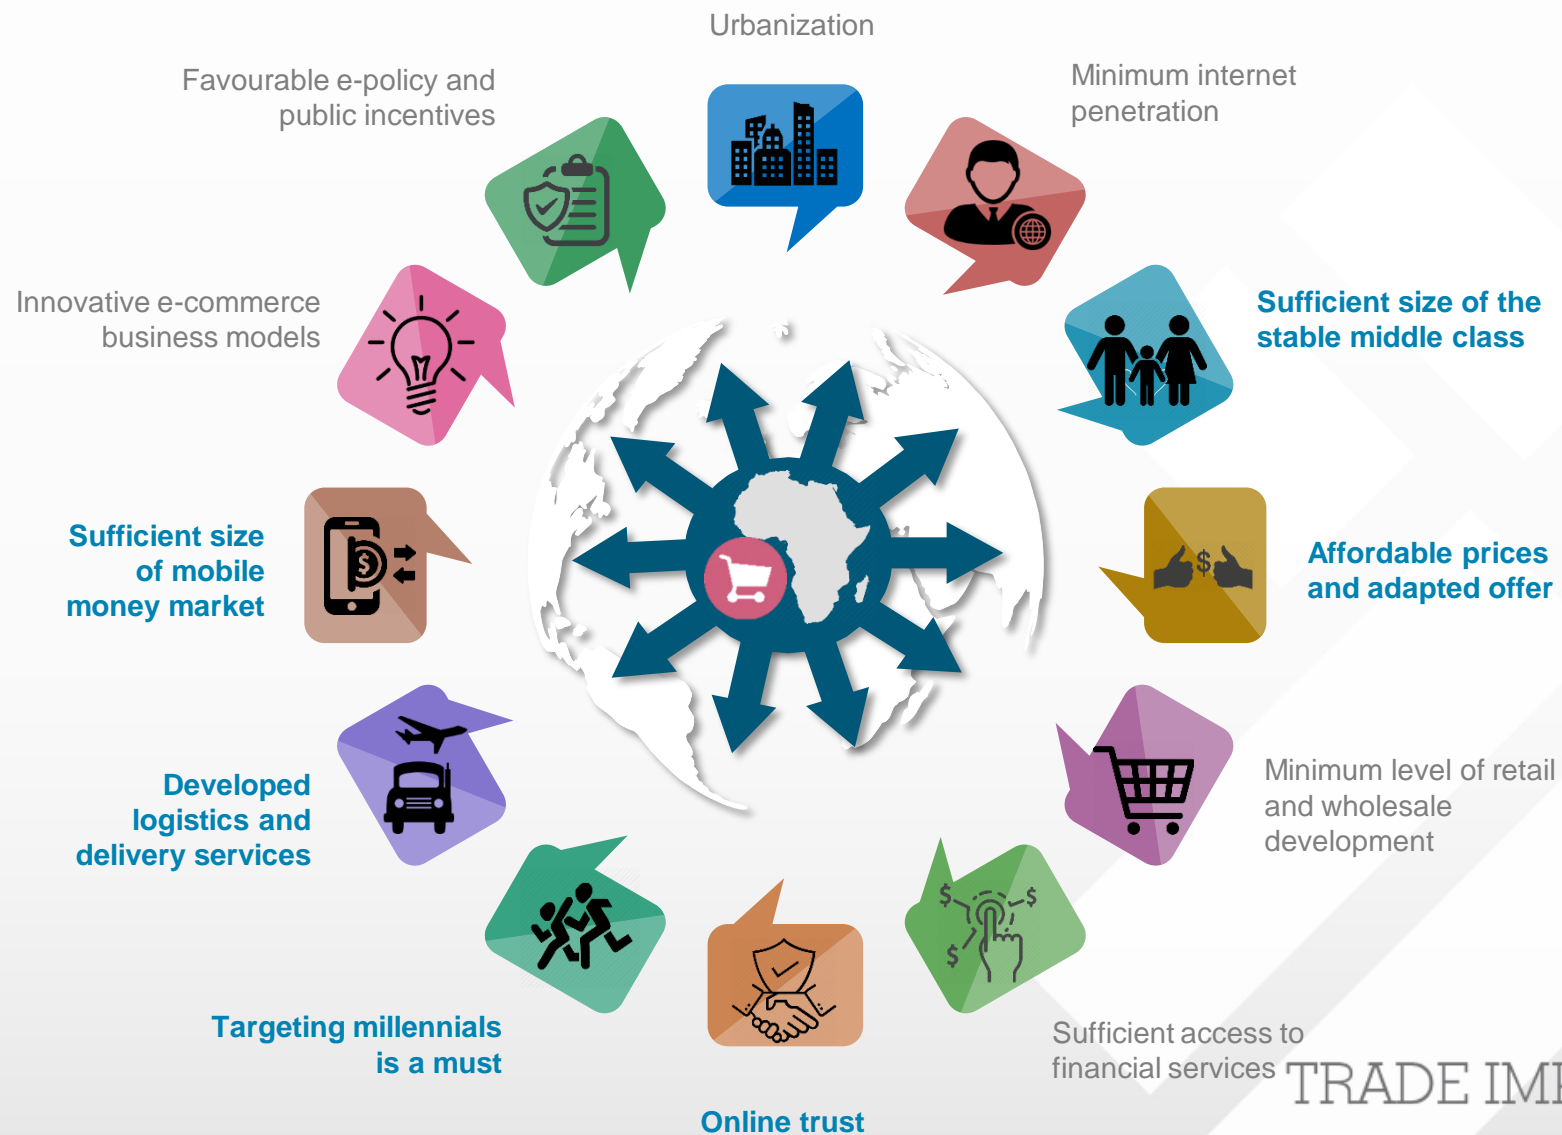 Urbanization
Favourable e-policy and
public incentives
Minimum internet
penetration
Innovative e-commerce
business models
Sufficient size of the
stable middle class
Sufficient size
of mobile
money market
Affordable prices
and adapted offer
Developed
logistics and
delivery services
Minimum level of retail
and wholesale
development
Targeting millennials
is a must
Sufficient access to
financial services
Online trust
TRADE
$
$
$
$
$